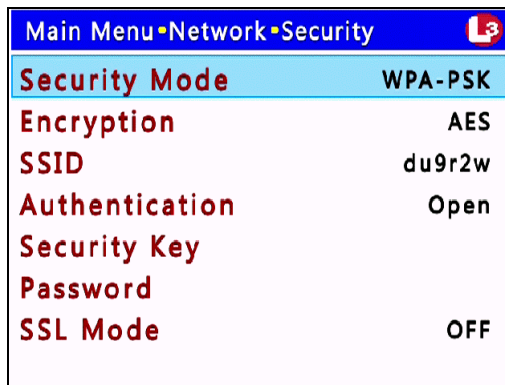 Main Menu•Network•Security L3
Security Mode WPA-PSK
Encryption AES
SSID du9r2w
Authentication Open
Security Key
Password
SSL Mode OFF